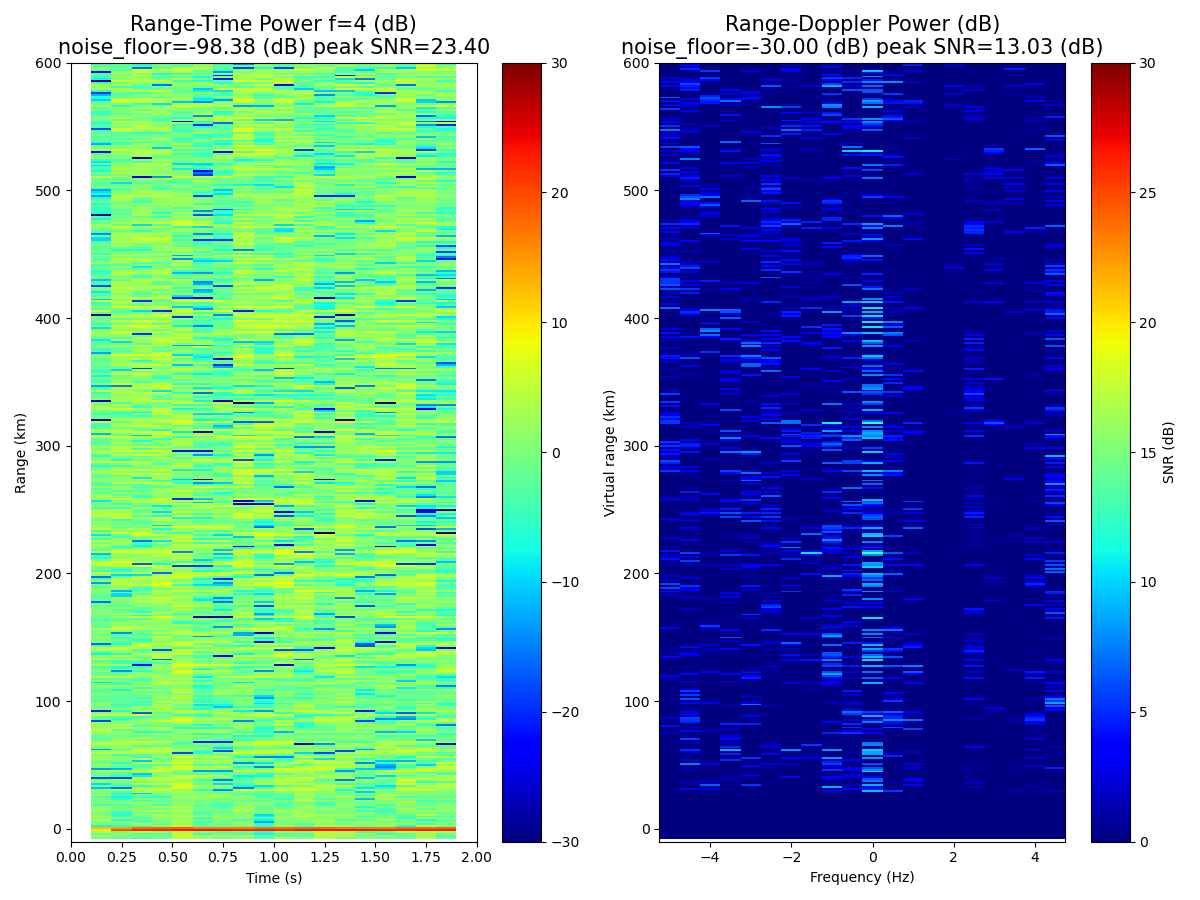 Range-Time Power f=4 (dB)
noise_floor=-98.38 (dB) peak SNR=23.40
Range (km)
600
500
400
300
200
100
0
0.00 0.25 0.50 0.75 1.00 1.25 1.50 1.75 2.00
Time (s)
30
20
10
0
−10
−20
−30
Range-Doppler Power (dB)
noise_floor=-30.00 (dB) peak SNR=13.03 (dB)
Virtual range (km)
600
500
400
300
200
100
0
−4 −2 0 2 4
Frequency (Hz)
30
25
20
15
10
5
0
SNR (dB)